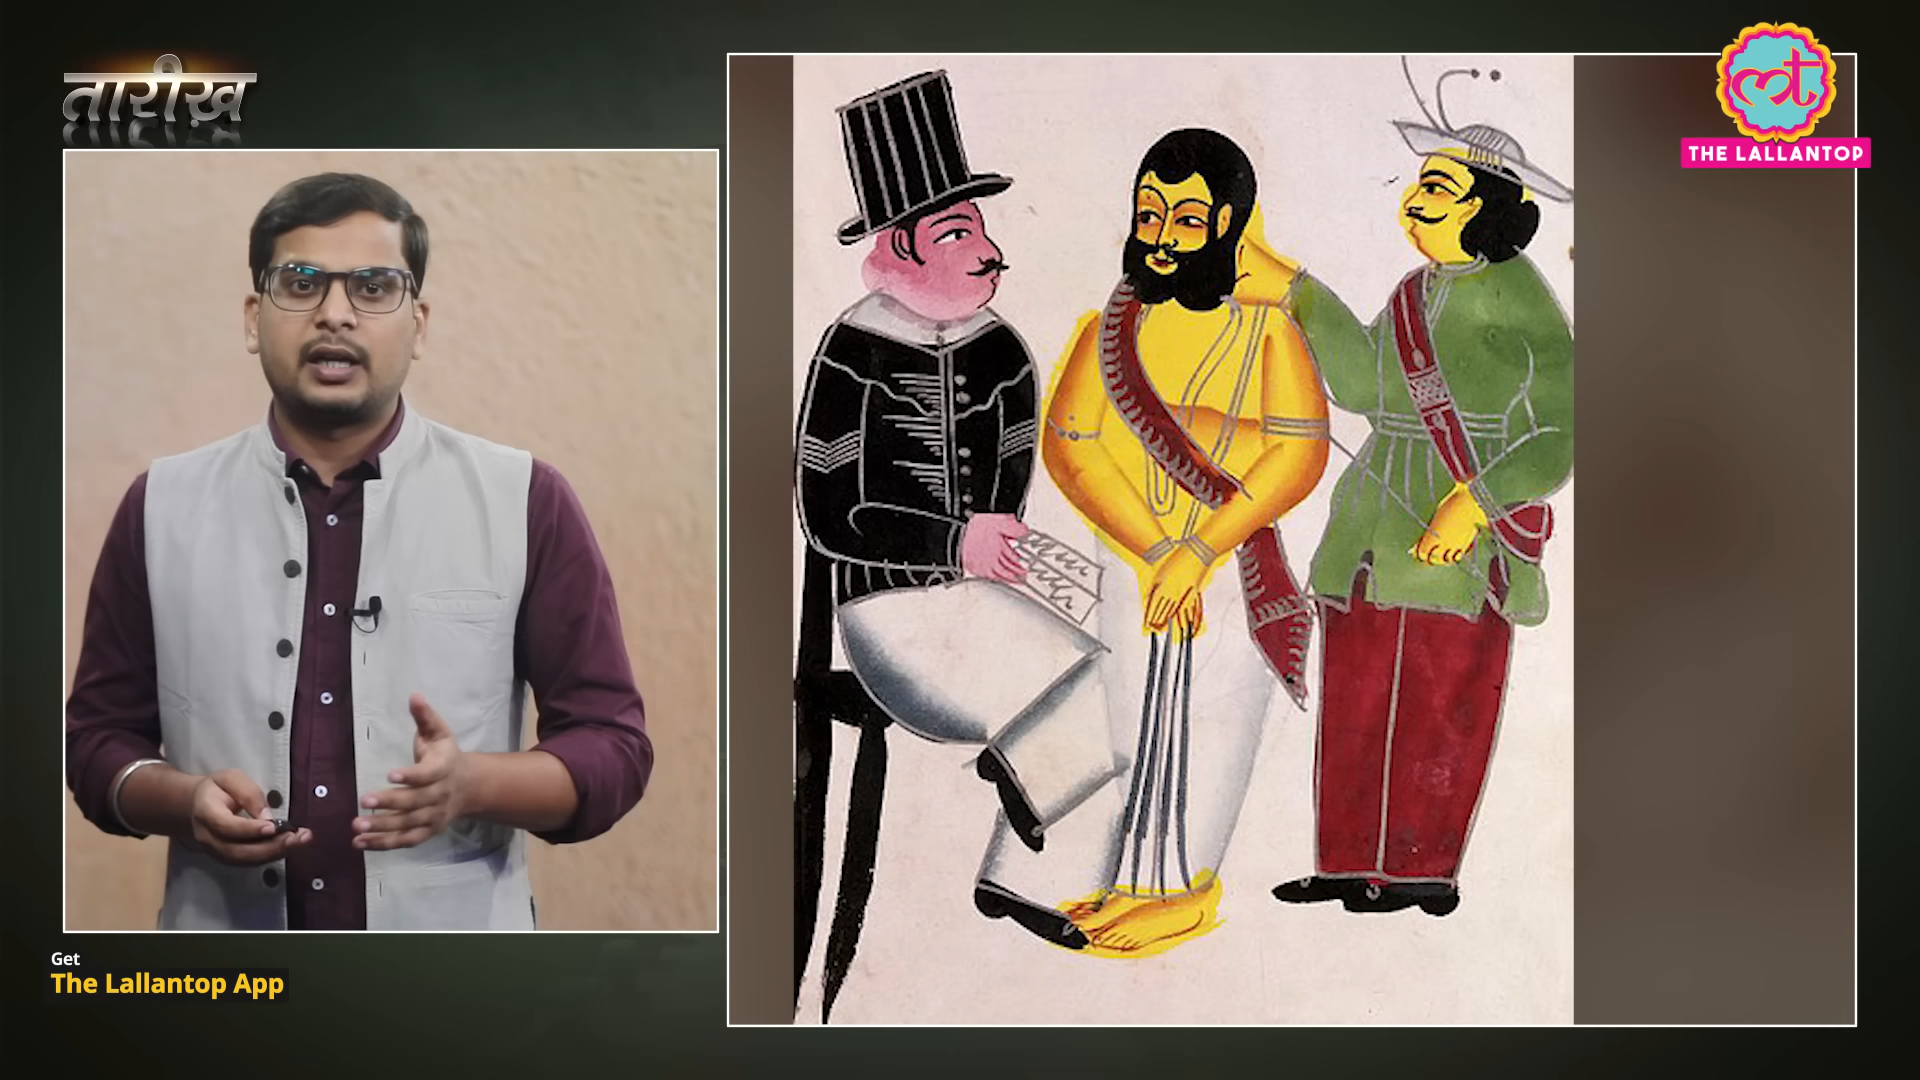 तारीख़
THE LALLANTOP
Get
The Lallantop App